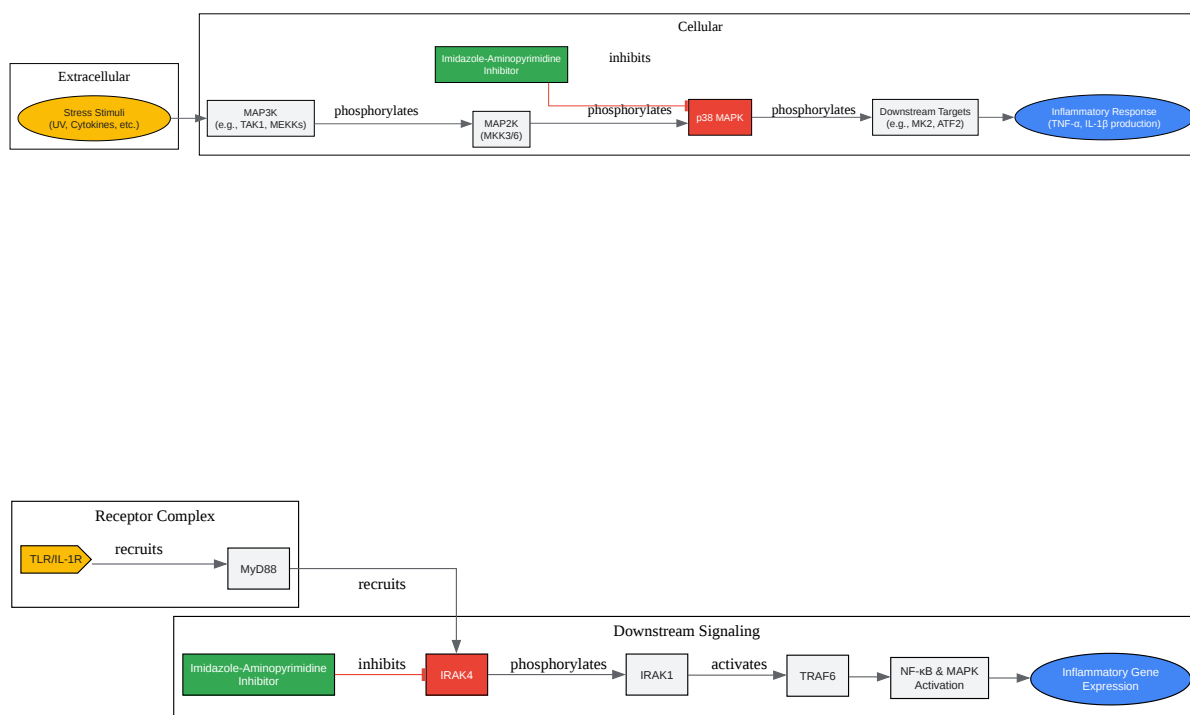 Cellular
Imidazole-Aminopyrimidine
Inhibitor
inhibits
Extracellular
Stress Stimuli
(UV, Cytokines, etc.)
MAP3K
(e.g., TAK1, MEKKs)
phosphorylates
MAP2K
(MKK3/6)
phosphorylates
p38 MAPK
phosphorylates
Downstream Targets
(e.g., MK2, ATF2)
Inflammatory Response
(TNF-α, IL-1β production)
Receptor Complex
TLR/IL-1R
recruits
MyD88
recruits
Downstream Signaling
Imidazole-Aminopyrimidine
Inhibitor
inhibits
IRAK4
phosphorylates
IRAK1
activates
TRAF6
NF-κB & MAPK
Activation
Inflammatory Gene
Expression